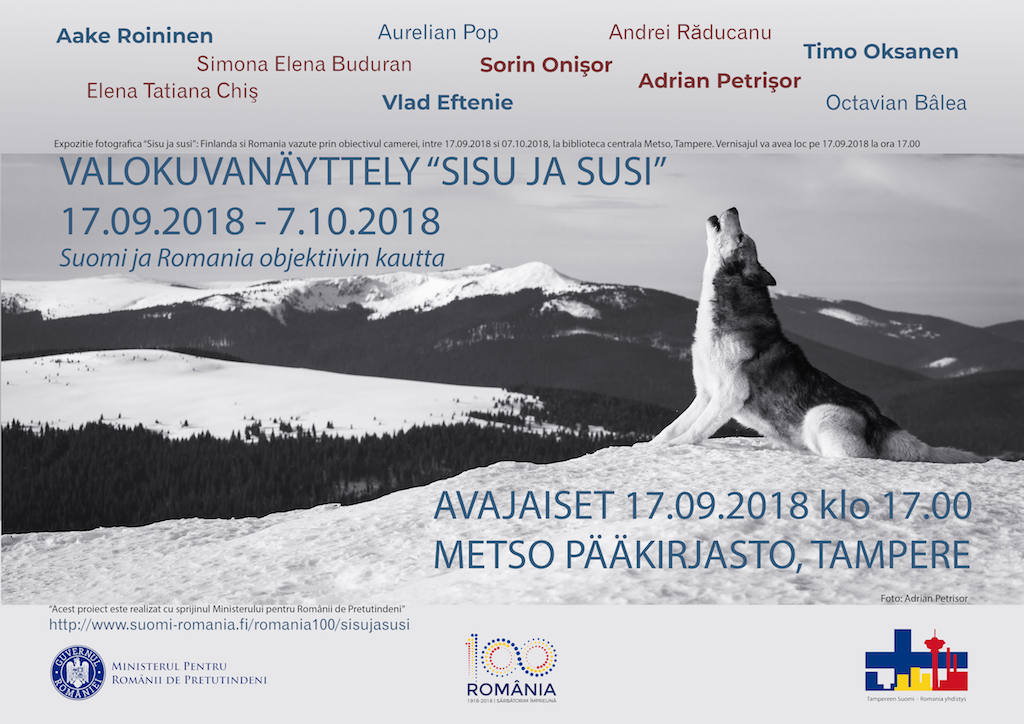 Aake Roininen
Aurelian Pop
Andrei Răducanu
Timo Oksanen
Simona Elena Buduran
Sorin Onişor
Adrian Petrişor
Elena Tatiana Chiş
Vlad Eftenie
Octavian Bâlea
Expozitie fotografica “Sisu ja susi”: Finlanda si Romania vazute prin obiectivul camerei, intre 17.09.2018 si 07.10.2018, la biblioteca centrala Metso, Tampere. Vernisajul va avea loc pe 17.09.2018 la ora 17.00
VALOKUVANÄYTTELY “SISU JA SUSI”
17.09.2018 - 7.10.2018
Suomi ja Romania objektiivin kautta
AVAJAISET 17.09.2018 klo 17.00
METSO PÄÄKIRJASTO, TAMPERE
Foto: Adrian Petrisor
“Acest proiect este realizat cu sprijinul Ministerului pentru Românii de Pretutindeni”
http://www.suomi-romania.fi/romania100/sisujasusi
GUVERNUL ROMÂNIEI
MINISTERUL PENTRU
ROMÂNII DE PRETUTINDENI
100
ROMÂNIA
1918-2018 | SĂRBĂTORIM ÎMPREUNĂ
Tampereen Suomi - Romania yhdistys